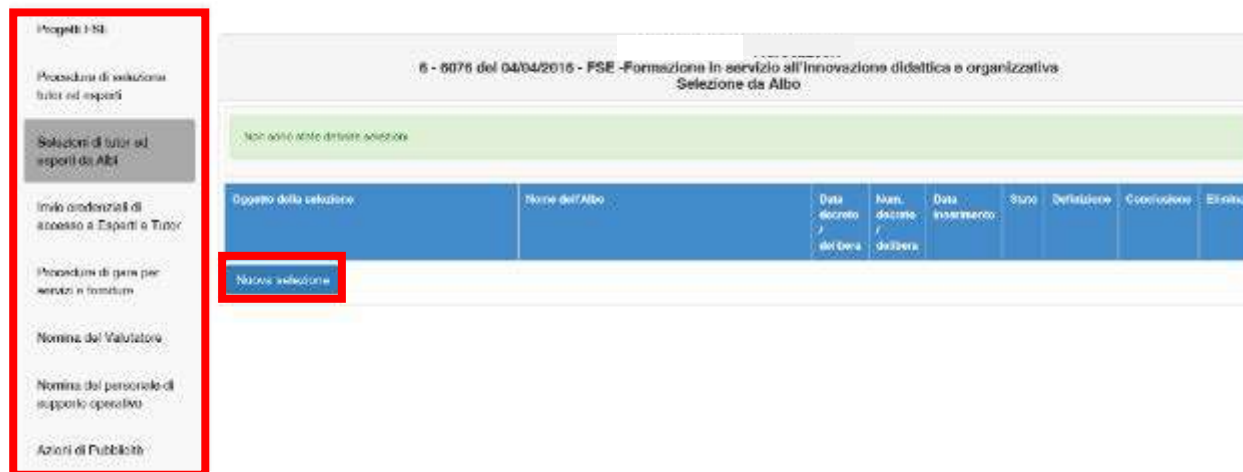 Progetti FSE
Procedura di selezione
tutor ed esperti
Selezioni di tutor ed
esperti da Albi
Invio credenziali di
accesso a Esperti e Tutor
Procedure di gara per
servizi e forniture
Nomina del Valutatore
Nomina del personale di
supporto operativo
Azioni di Pubblicità
6 - 6076 del 04/04/2016 - FSE -Formazione in servizio all'innovazione didattica e organizzativa
Selezione da Albo
Non sono state definite selezioni
Oggetto della selezione
Nome dell'Albo
Data
decreto
/
delibera
Num.
decreto
/
delibera
Data
inserimento
Stato
Definizione
Conclusione
Elimina
Nuova selezione